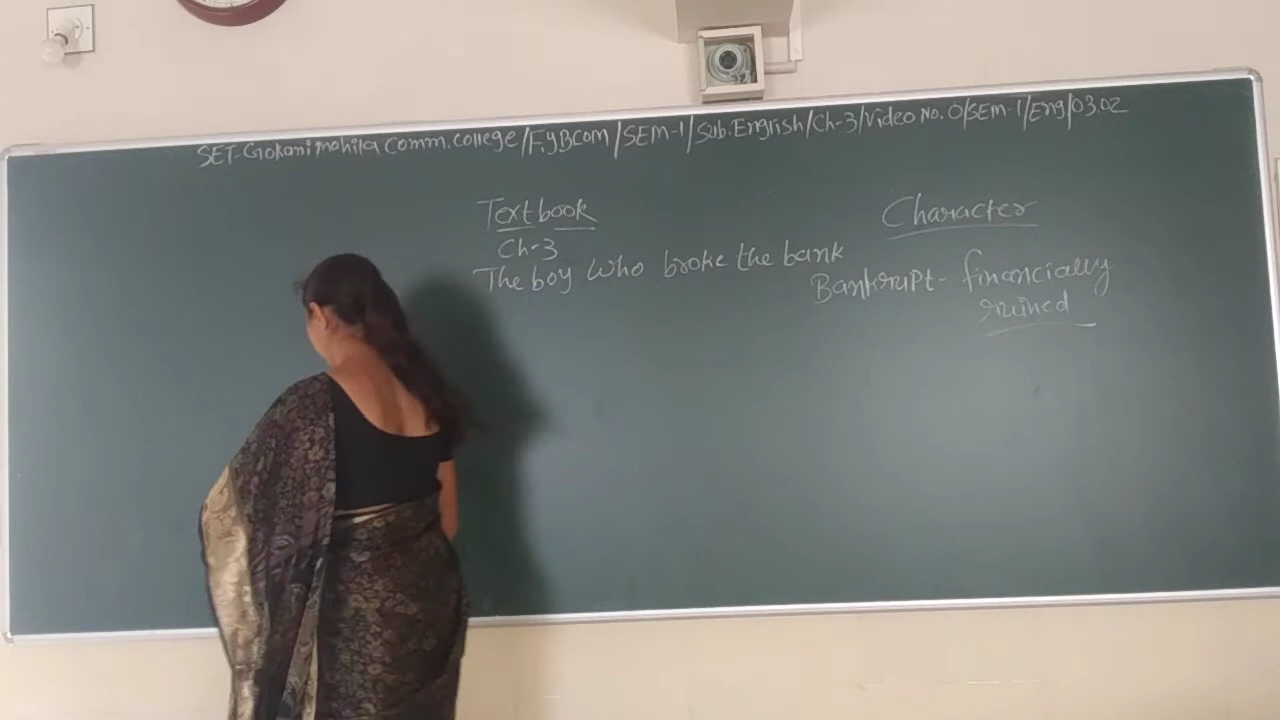 SET-Gokani Mahila Comm. College/F.y.BCom/SEM-1/Sub.English/Ch-3/Video No. 0/SEM-1/Eng/03.02
Textbook
Ch-3
The boy who broke the bank
Character
Bankrupt - financially
ruined